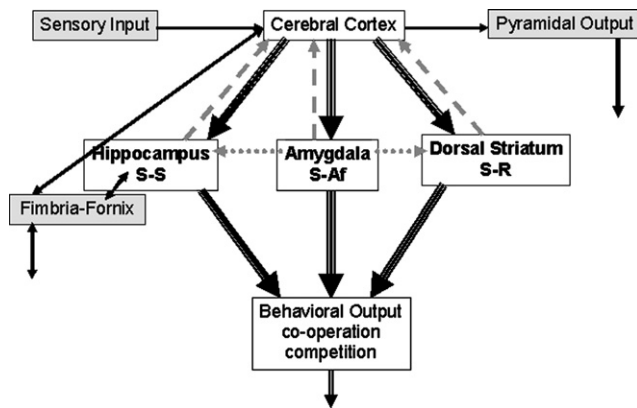 Sensory Input
Cerebral Cortex
Pyramidal Output
Hippocampus
S-S
Amygdala
S-Af
Dorsal Striatum
S-R
Fimbria-Fornix
Behavioral Output
co-operation
competition